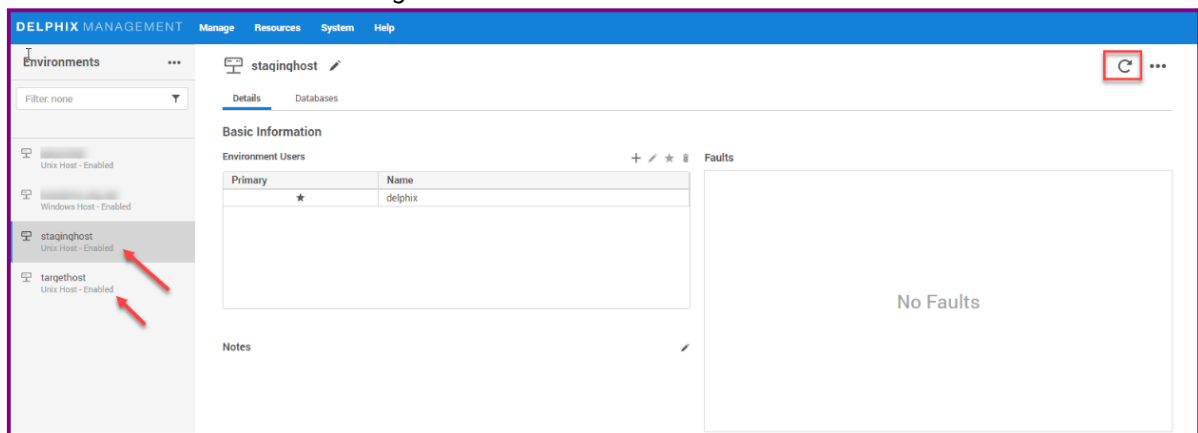 DELPHIX MANAGEMENT Manage Resources System Help
Environments
Filter: none
Unix Host - Enabled
Windows Host - Enabled
staginghost
Unix Host - Enabled
targethost
Unix Host - Enabled
staginghost
Details Databases
Basic Information
Environment Users
Primary Name
delphix
Notes
Faults
No Faults